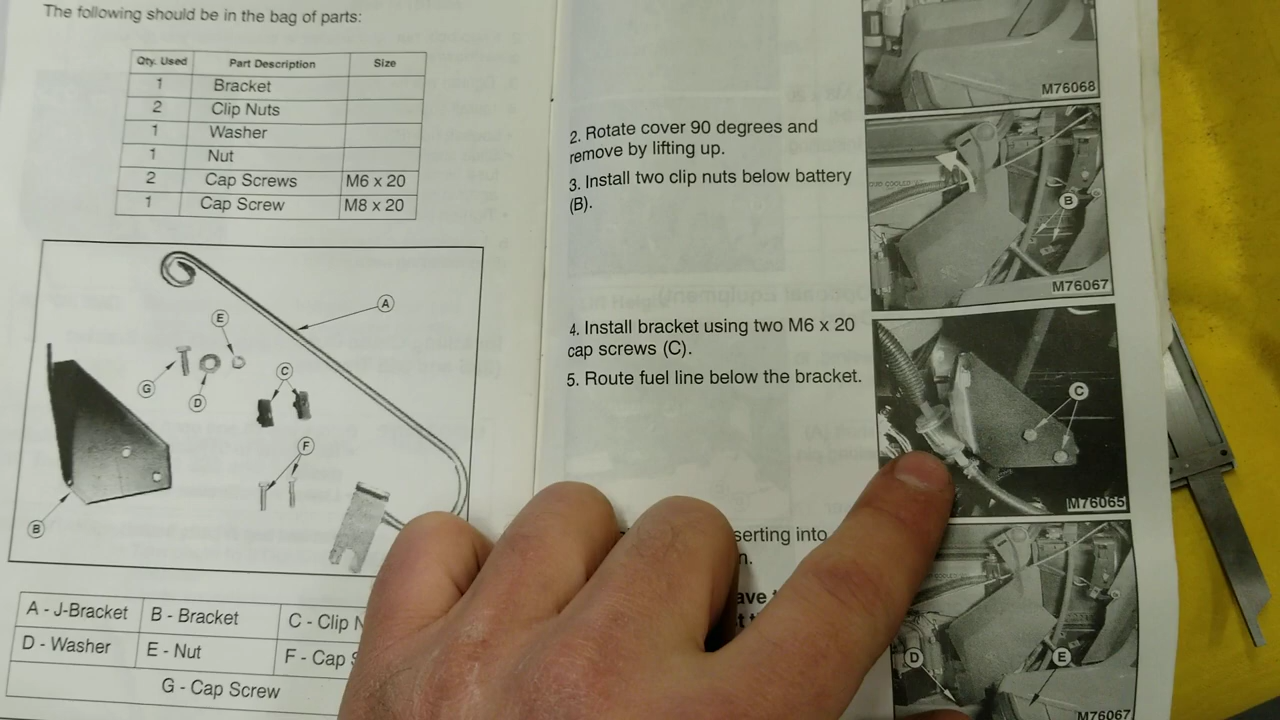 The following should be in the bag of parts:
Qty. Used Part Description Size
1 Bracket
2 Clip Nuts
1 Washer
1 Nut
2 Cap Screws M6 x 20
1 Cap Screw M8 x 20
A
E
G
D
C
F
B
A - J-Bracket B - Bracket C - Clip
D - Washer E - Nut F - Cap
G - Cap Screw
M76068
2. Rotate cover 90 degrees and
remove by lifting up.
3. Install two clip nuts below battery
(B).
B
M76067
4. Install bracket using two M6 x 20
cap screws (C).
5. Route fuel line below the bracket.
C
M76065
serting into
D
E
M76067